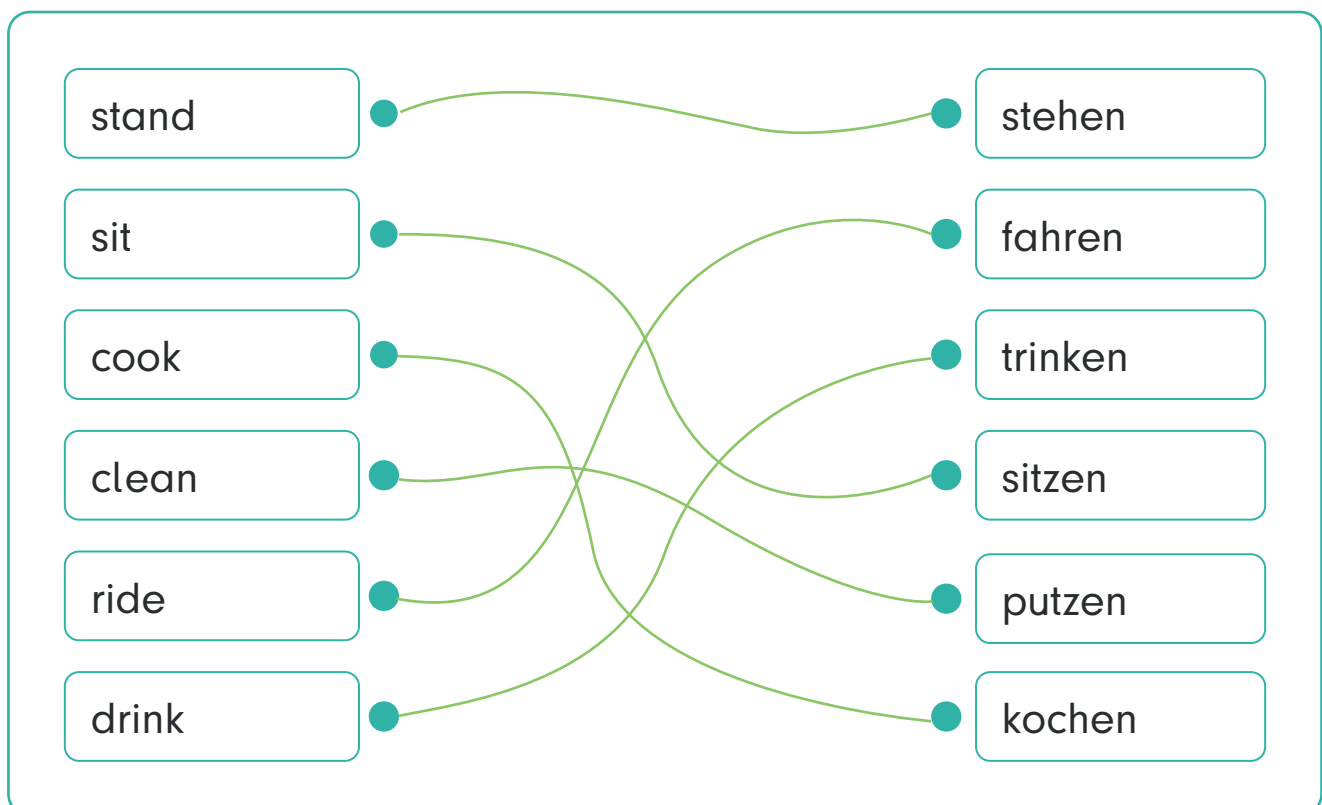 stand
stehen
sit
fahren
cook
trinken
clean
sitzen
ride
putzen
drink
kochen